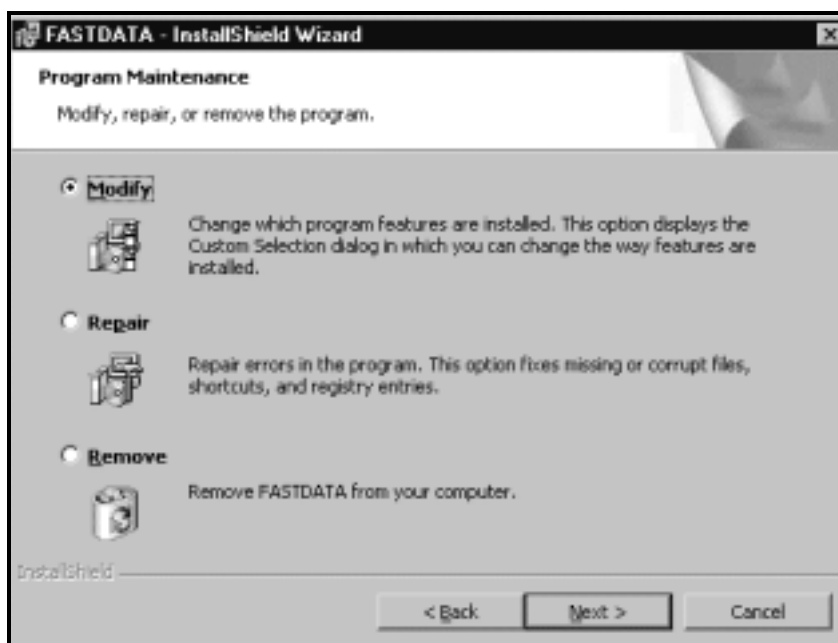 FASTDATA - InstallShield Wizard
Program Maintenance
Modify, repair, or remove the program.
Modify
Change which program features are installed. This option displays the
Custom Selection dialog in which you can change the way features are
installed.
Repair
Repair errors in the program. This option fixes missing or corrupt files,
shortcuts, and registry entries.
Remove
Remove FASTDATA from your computer.
InstallShield
< Back
Next >
Cancel